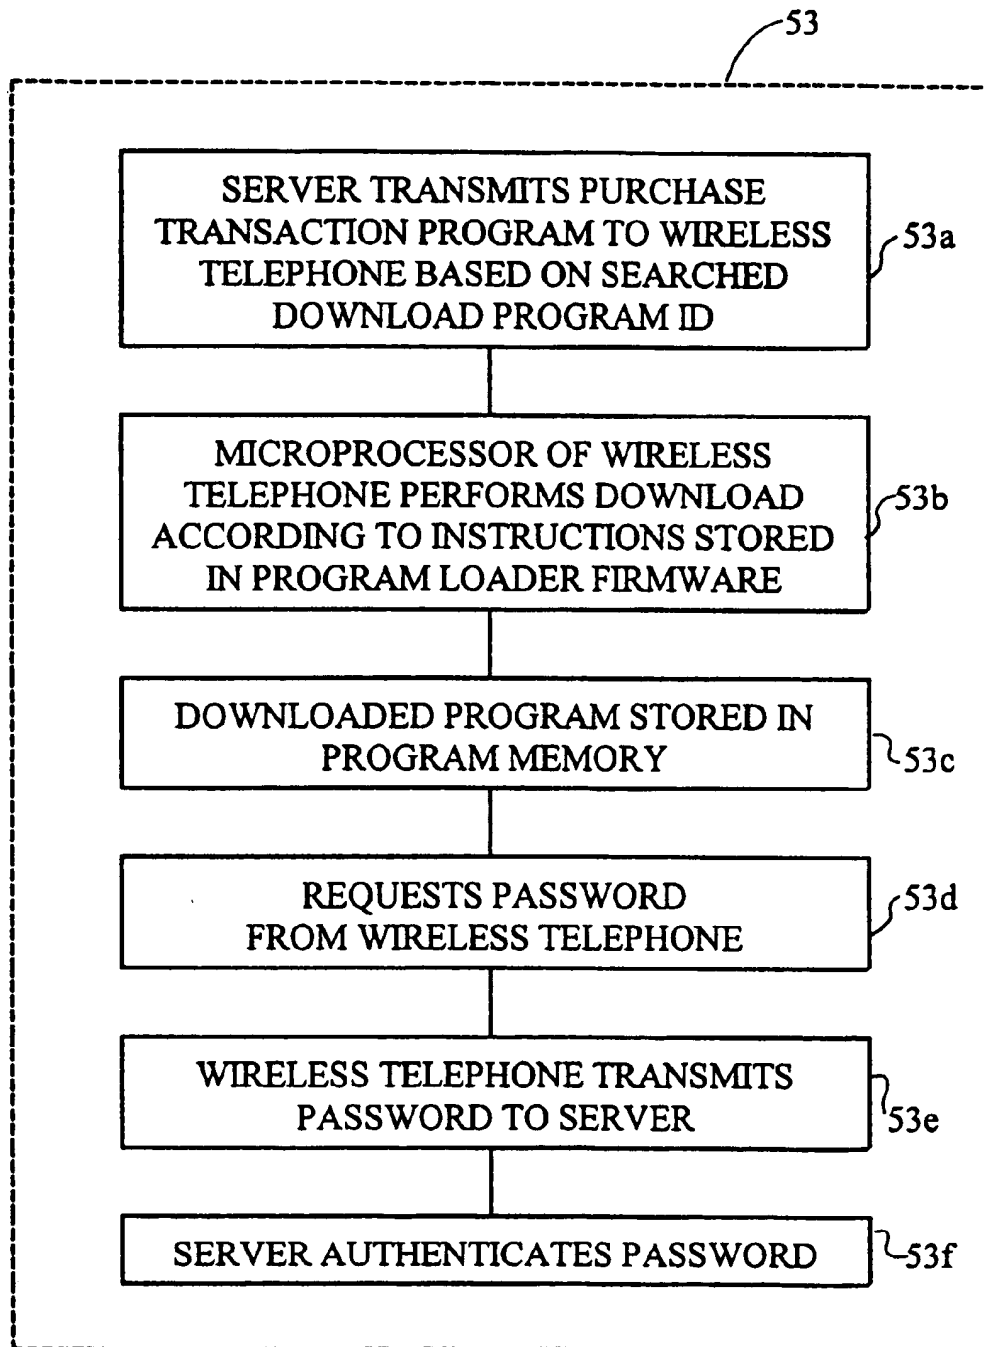 53
SERVER TRANSMITS PURCHASE
TRANSACTION PROGRAM TO WIRELESS
TELEPHONE BASED ON SEARCHED
DOWNLOAD PROGRAM ID
53a
MICROPROCESSOR OF WIRELESS
TELEPHONE PERFORMS DOWNLOAD
ACCORDING TO INSTRUCTIONS STORED
IN PROGRAM LOADER FIRMWARE
53b
DOWNLOADED PROGRAM STORED IN
PROGRAM MEMORY
53c
REQUESTS PASSWORD
FROM WIRELESS TELEPHONE
53d
WIRELESS TELEPHONE TRANSMITS
PASSWORD TO SERVER
53e
SERVER AUTHENTICATES PASSWORD
53f